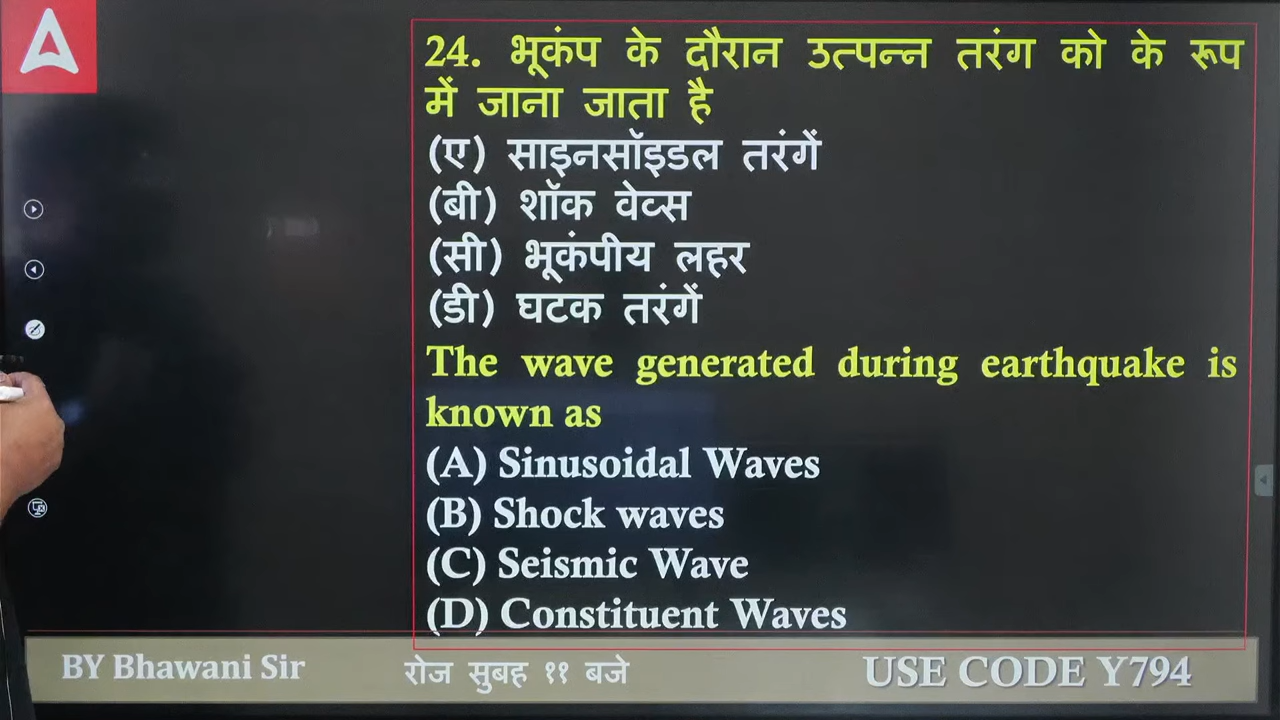 24. भूकंप के दौरान उत्पन्न तरंग को के रूप
में जाना जाता है
(ए) साइनसॉइडल तरंगें
(बी) शॉक वेव्स
(सी) भूकंपीय लहर
(डी) घटक तरंगें
The wave generated during earthquake is
known as
(A) Sinusoidal Waves
(B) Shock waves
(C) Seismic Wave
(D) Constituent Waves
BY Bhawani Sir रोज सुबह ११ बजे USE CODE Y794